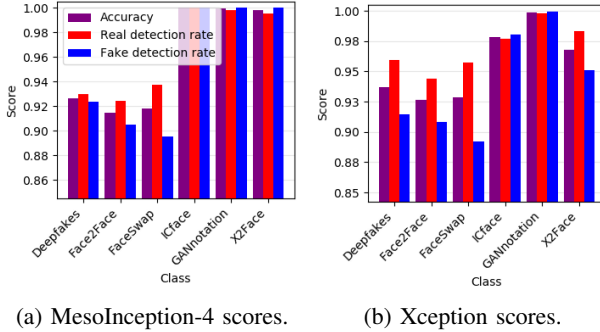 Accuracy
Real detection rate
Fake detection rate
1.00
0.98
0.96
0.94
0.92
0.90
0.88
0.86
Score
Deepfakes
Face2Face
FaceSwap
ICface
GANnotation
X2Face
Class
(a) MesoInception-4 scores.
1.00
0.98
0.95
0.93
0.90
0.88
0.85
Score
Deepfakes
Face2Face
FaceSwap
ICface
GANnotation
X2Face
Class
(b) Xception scores.